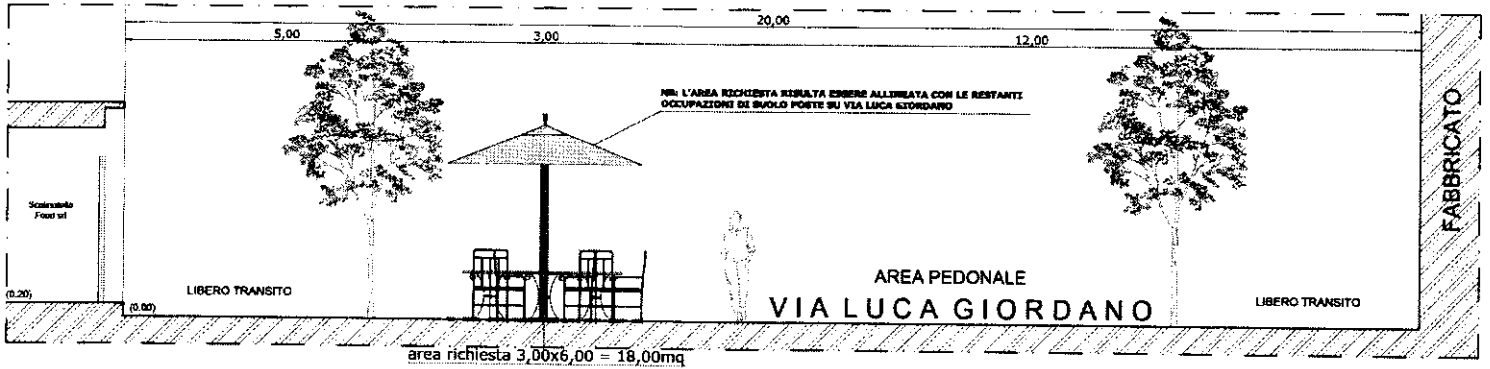 20,00
5,00
3,00
12,00
NB: L'AREA RICHIESTA RISULTA ESSERE ALLINEATA CON LE RESTANTI
OCCUPAZIONI DI SUOLO POSTE SU VIA LUCA GIORDANO
FABBRICATO
Food srl
(0.20)
(0.00)
LIBERO TRANSITO
AREA PEDONALE
VIA LUCA GIORDANO
LIBERO TRANSITO
area richiesta 3,00x6,00 = 18,00mq